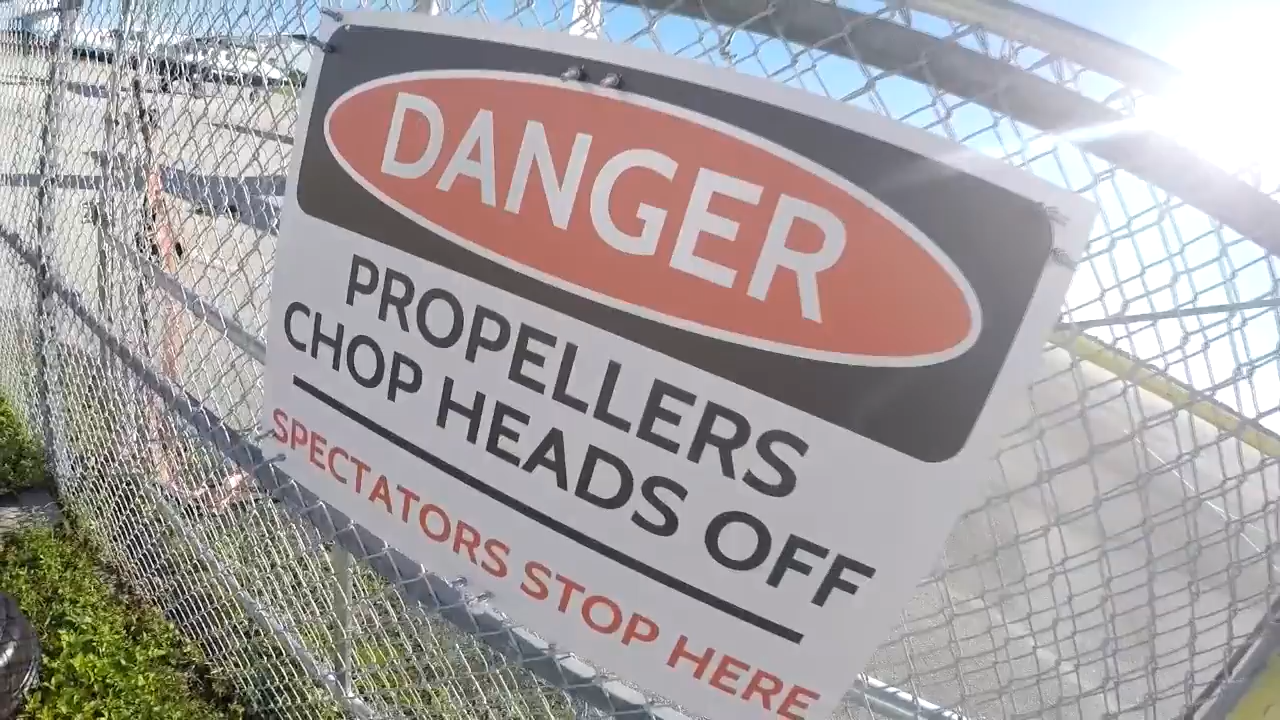 DANGER
PROPELLERS
CHOP HEADS OFF
SPECTATORS STOP HERE